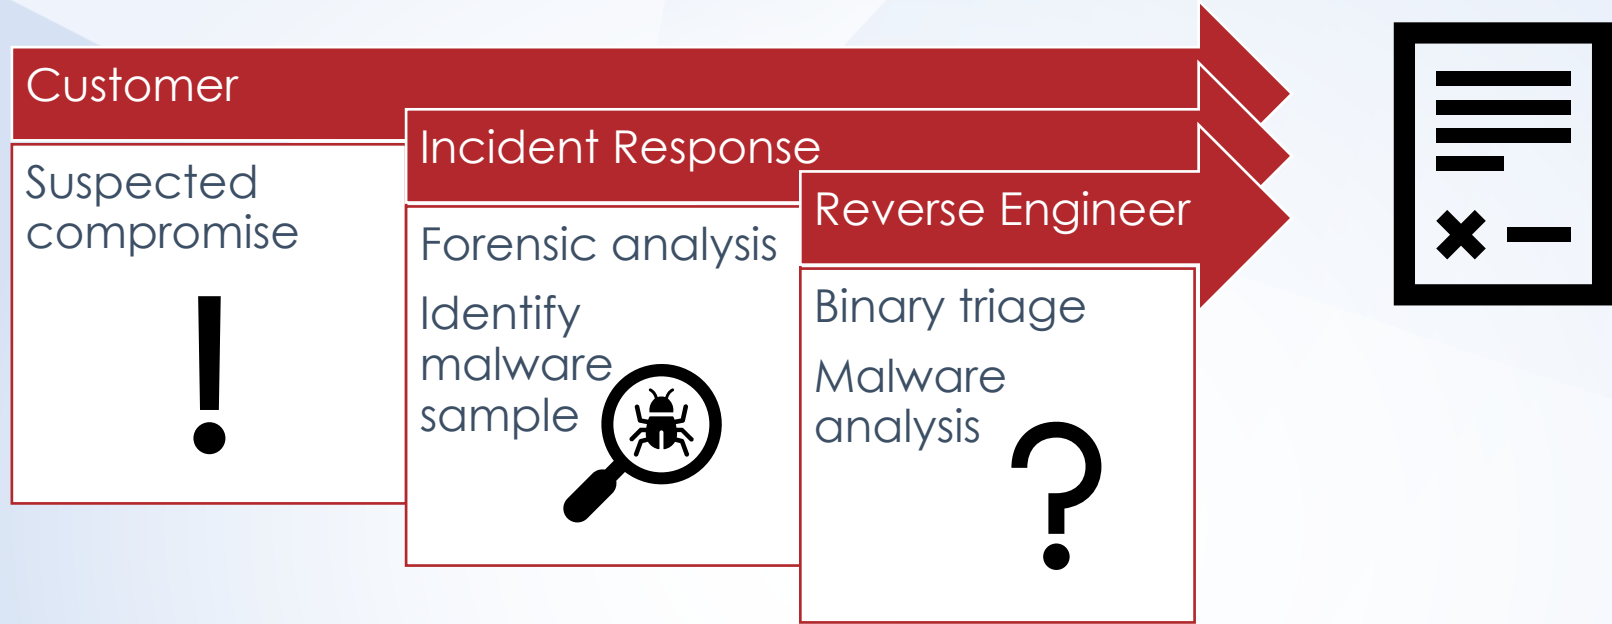 Customer
Suspected
compromise
Incident Response
Forensic analysis
Identify
malware
sample
Reverse Engineer
Binary triage
Malware
analysis